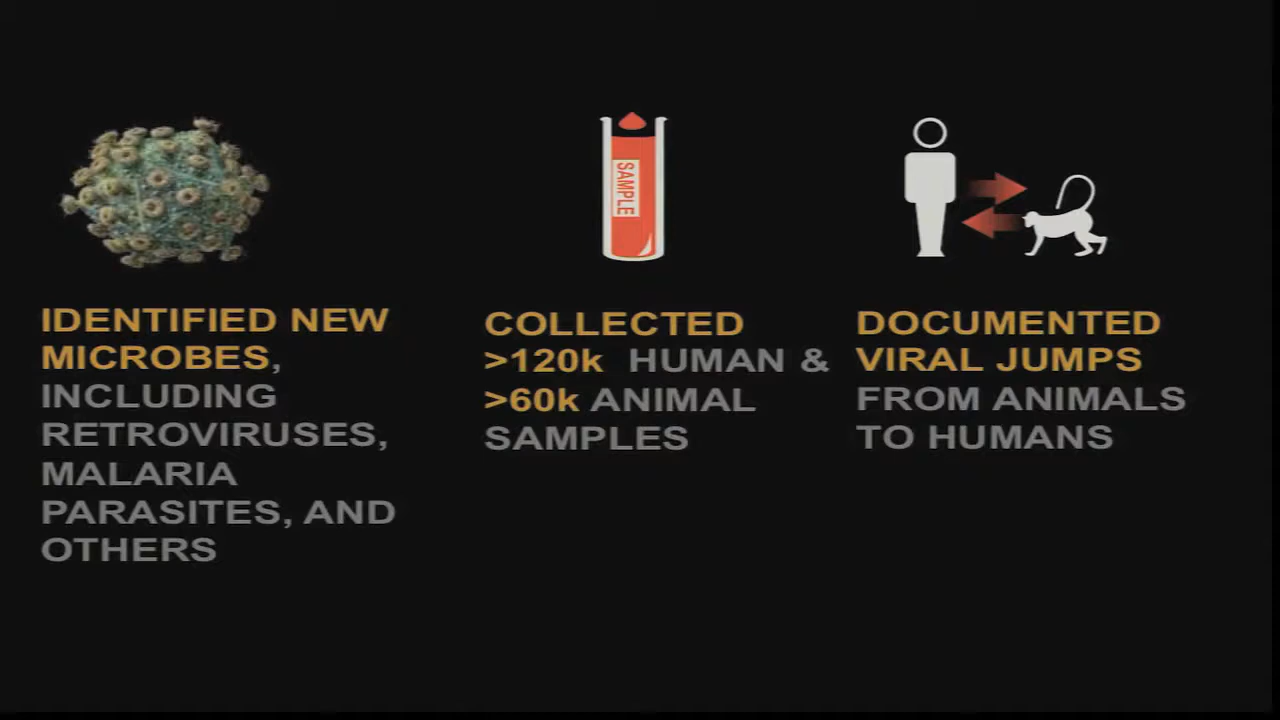 SAMPLE
IDENTIFIED NEW
MICROBES,
INCLUDING
RETROVIRUSES,
MALARIA
PARASITES, AND
OTHERS
COLLECTED
>120k HUMAN &
>60k ANIMAL
SAMPLES
DOCUMENTED
VIRAL JUMPS
FROM ANIMALS
TO HUMANS